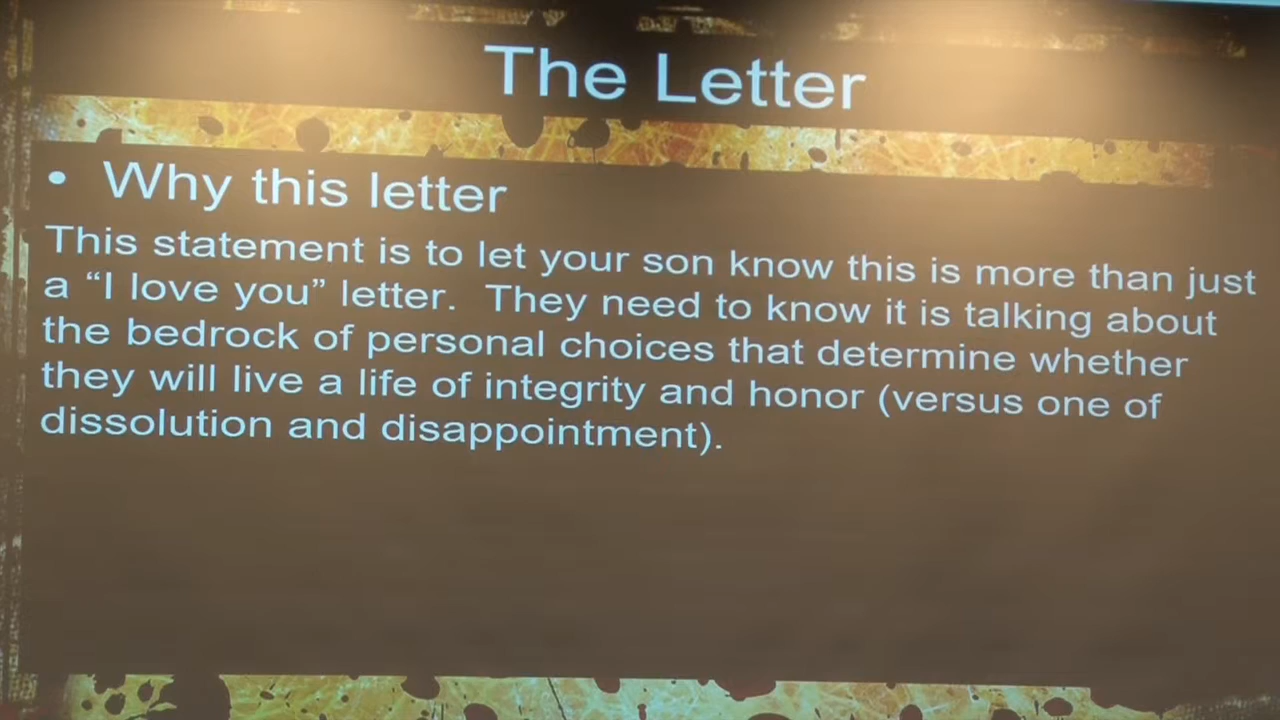 The Letter
• Why this letter
This statement is to let your son know this is more than just
a “I love you” letter.  They need to know it is talking about
the bedrock of personal choices that determine whether
they will live a life of integrity and honor (versus one of
dissolution and disappointment).